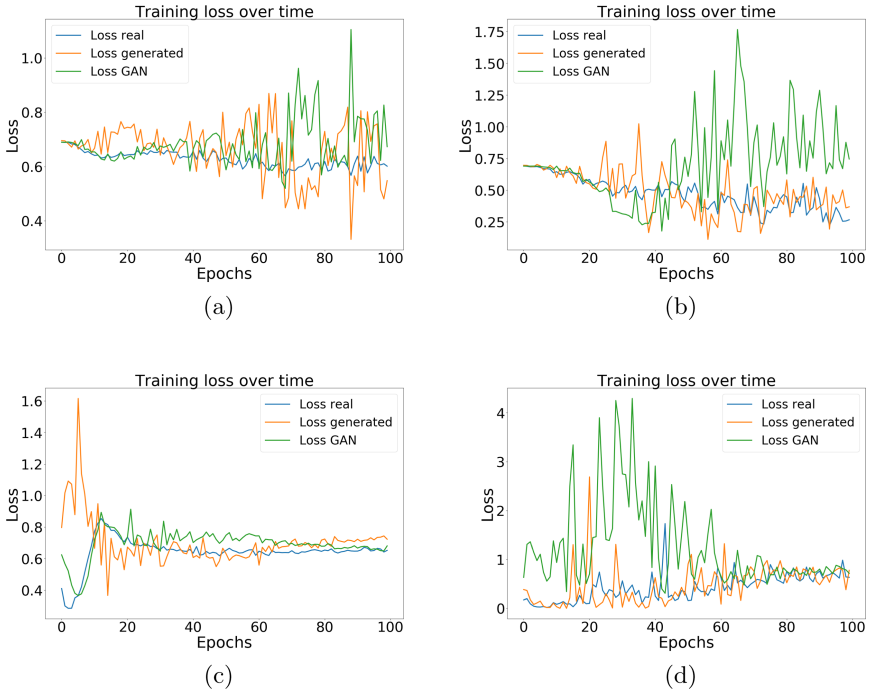 Training loss over time
Loss real
Loss generated
Loss GAN
Loss
1.0
0.8
0.6
0.4
0 20 40 60 80 100
Epochs
(a)
Training loss over time
Loss real
Loss generated
Loss GAN
Loss
1.75
1.50
1.25
1.00
0.75
0.50
0.25
0 20 40 60 80 100
Epochs
(b)
Training loss over time
Loss real
Loss generated
Loss GAN
Loss
1.6
1.4
1.2
1.0
0.8
0.6
0.4
0 20 40 60 80 100
Epochs
(c)
Training loss over time
Loss real
Loss generated
Loss GAN
Loss
4
3
2
1
0
0 20 40 60 80 100
Epochs
(d)